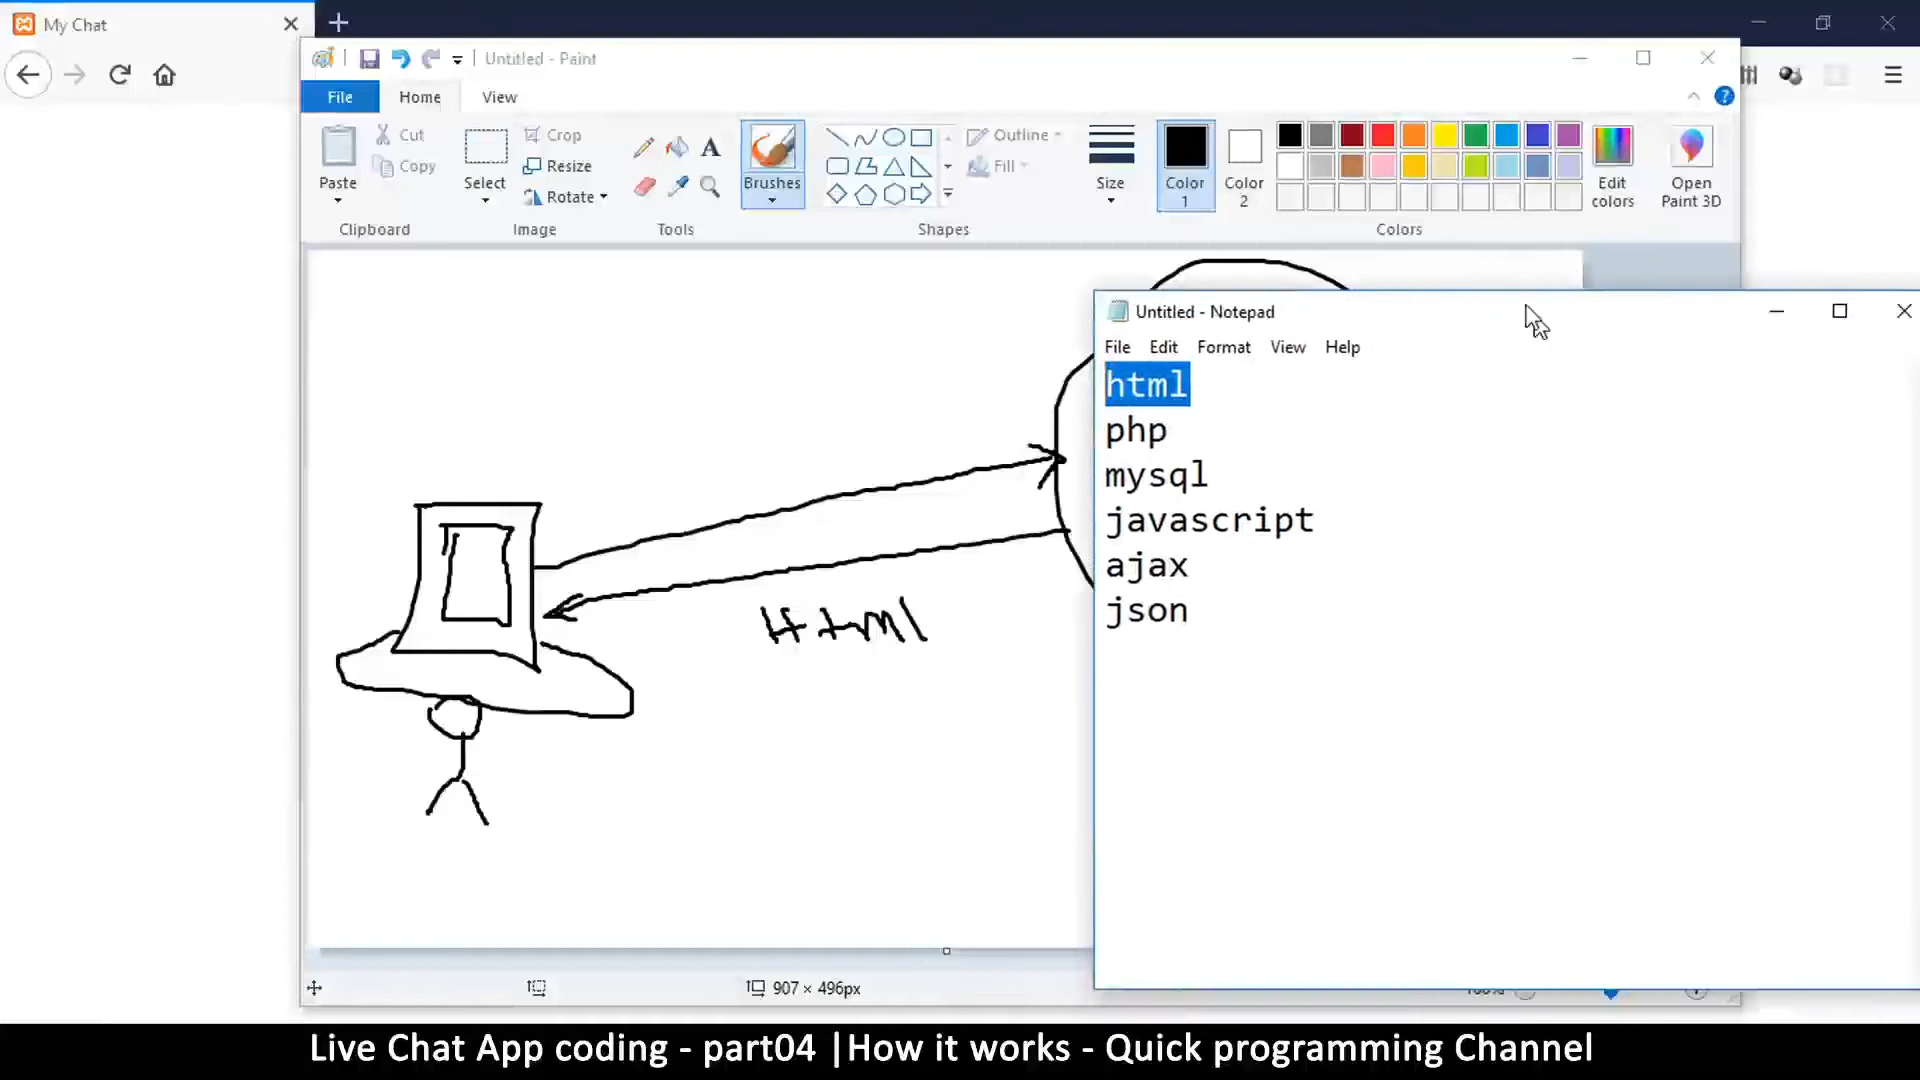 My Chat
Untitled - Paint
File
Home
View
Cut
Copy
Paste
Clipboard
Crop
Resize
Rotate
Select
Image
Tools
Brushes
Shapes
Outline
Fill
Size
Color 1
Color 2
Edit colors
Open Paint 3D
Colors
Untitled - Notepad
File Edit Format View Help
html
php
mysql
javascript
ajax
json
Html
907 × 496px
Live Chat App coding - part04 |How it works - Quick programming Channel